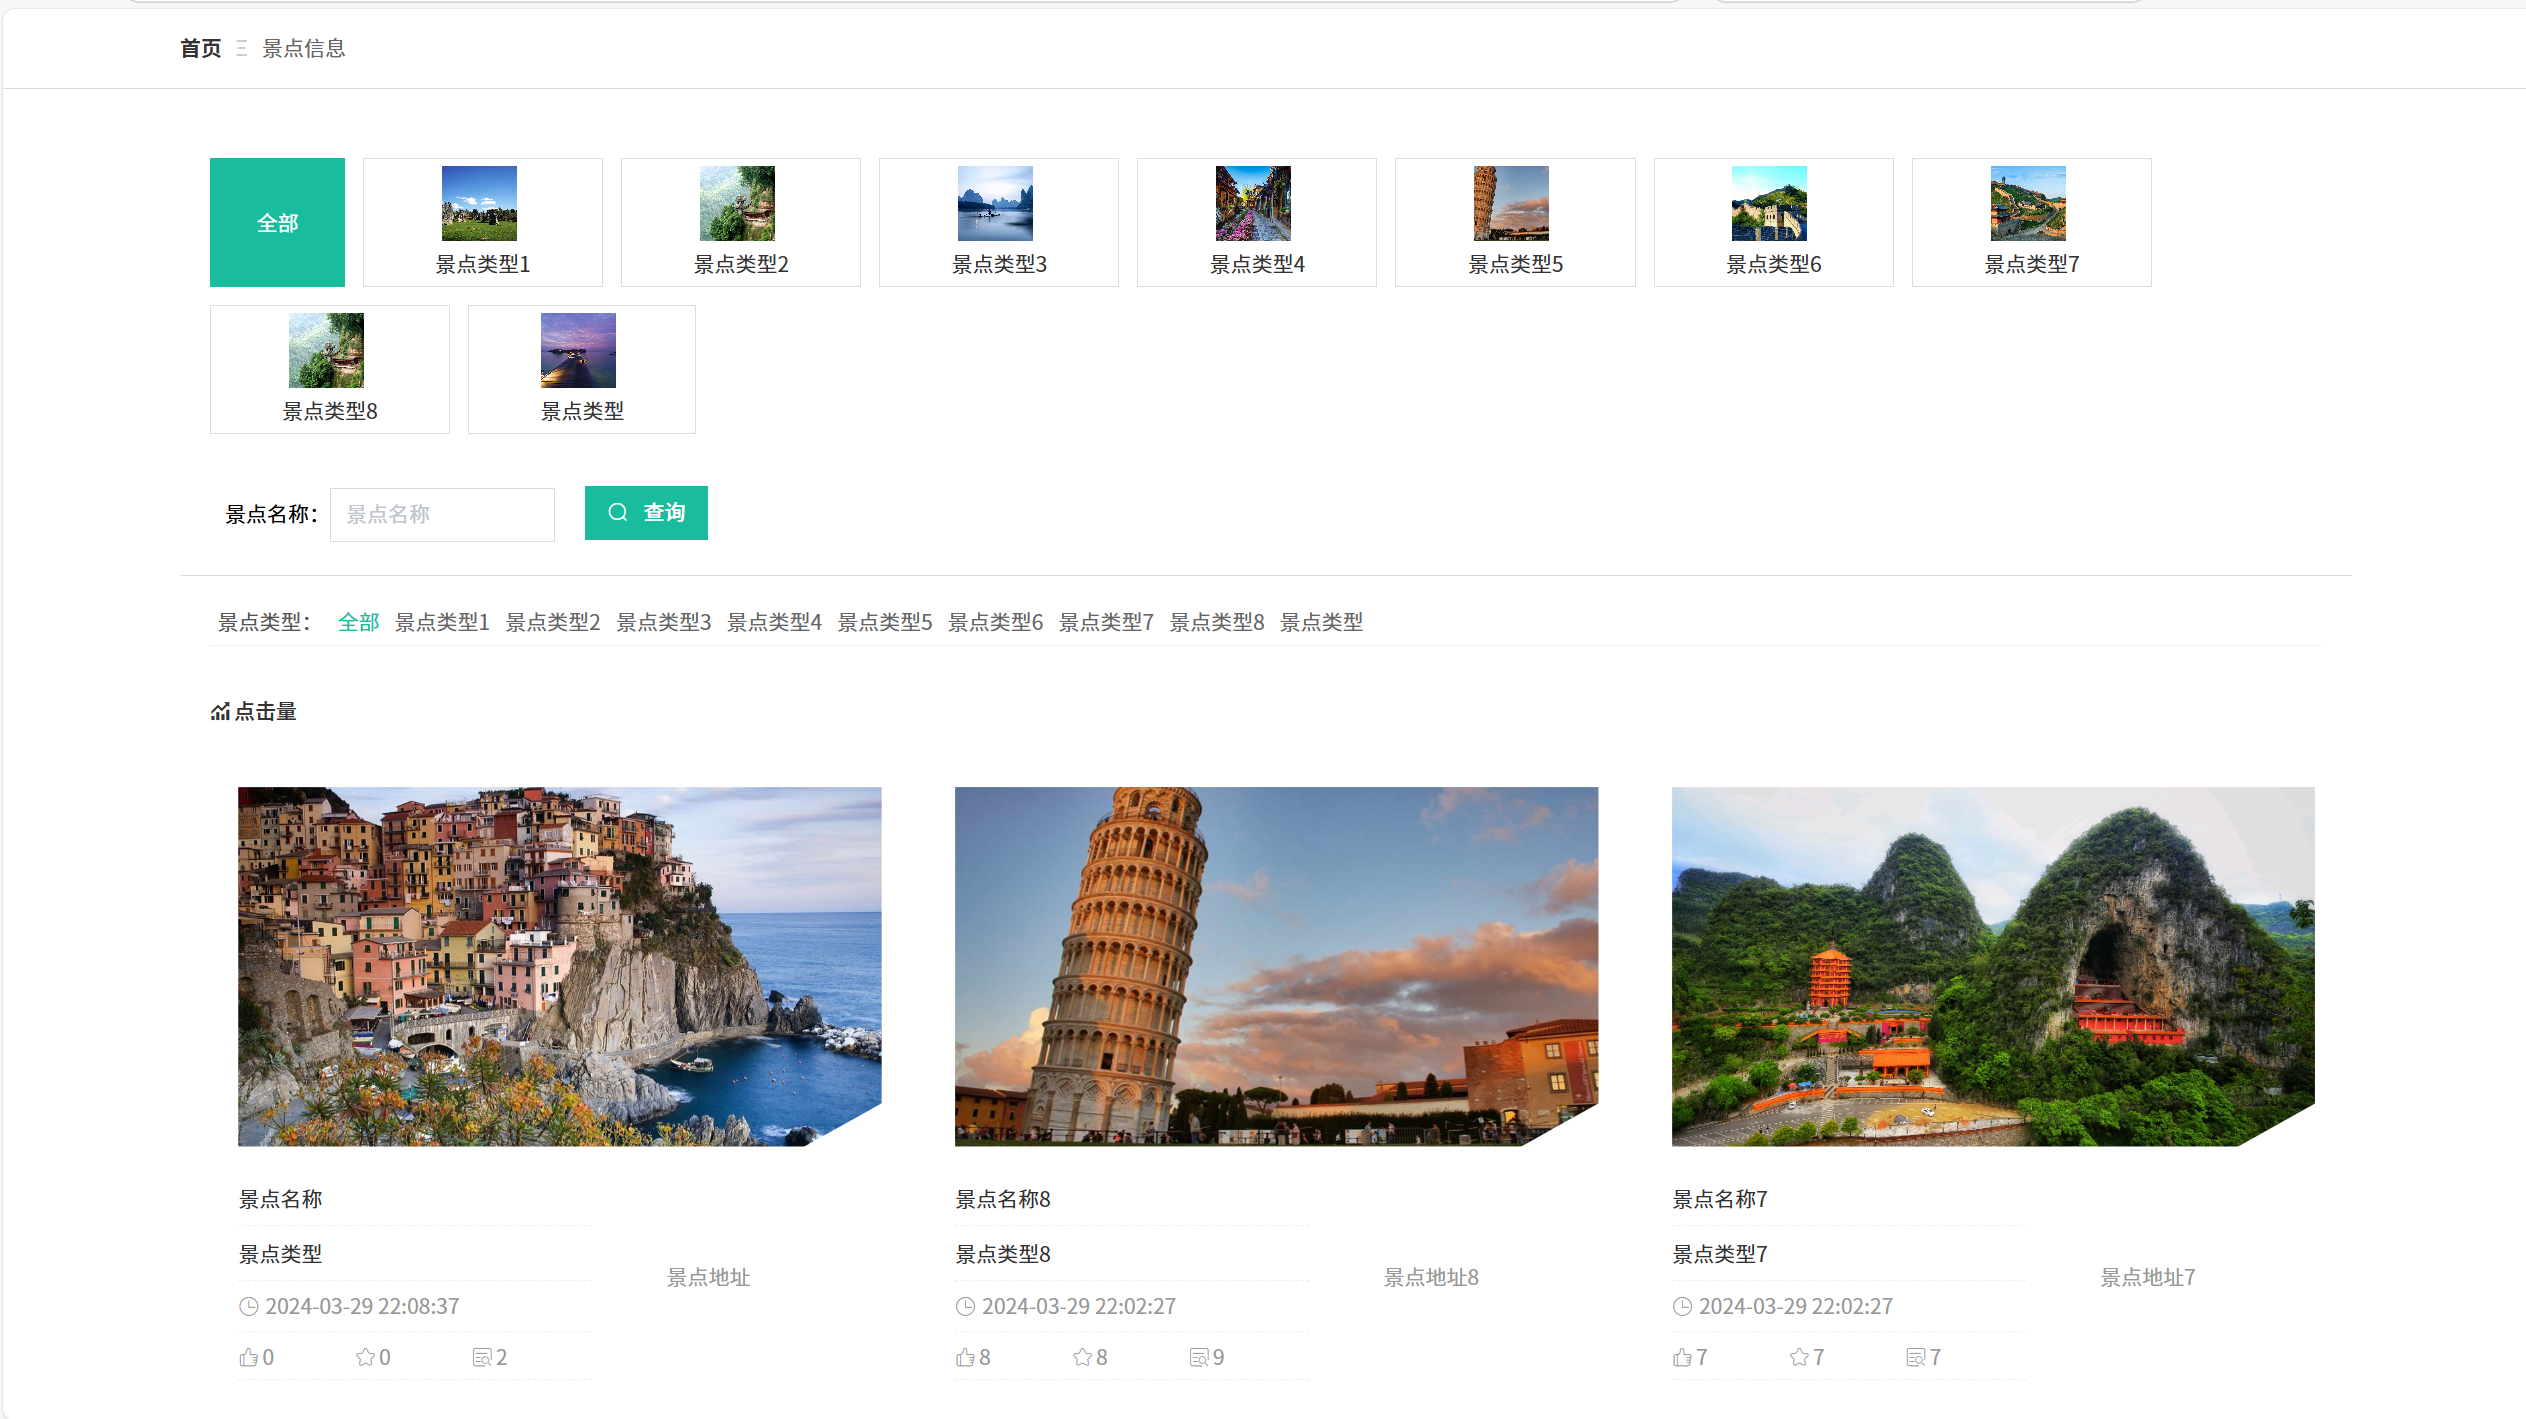 首页 景点信息
全部 景点类型1 景点类型2 景点类型3 景点类型4 景点类型5 景点类型6 景点类型7
景点类型8 景点类型
景点名称： 景点名称 查询
景点类型： 全部 景点类型1 景点类型2 景点类型3 景点类型4 景点类型5 景点类型6 景点类型7 景点类型8 景点类型
点击量
景点名称
景点类型
景点地址
2024-03-29 22:08:37
0 0 2
景点名称8
景点类型8
景点地址8
2024-03-29 22:02:27
8 8 9
景点名称7
景点类型7
景点地址7
2024-03-29 22:02:27
7 7 7